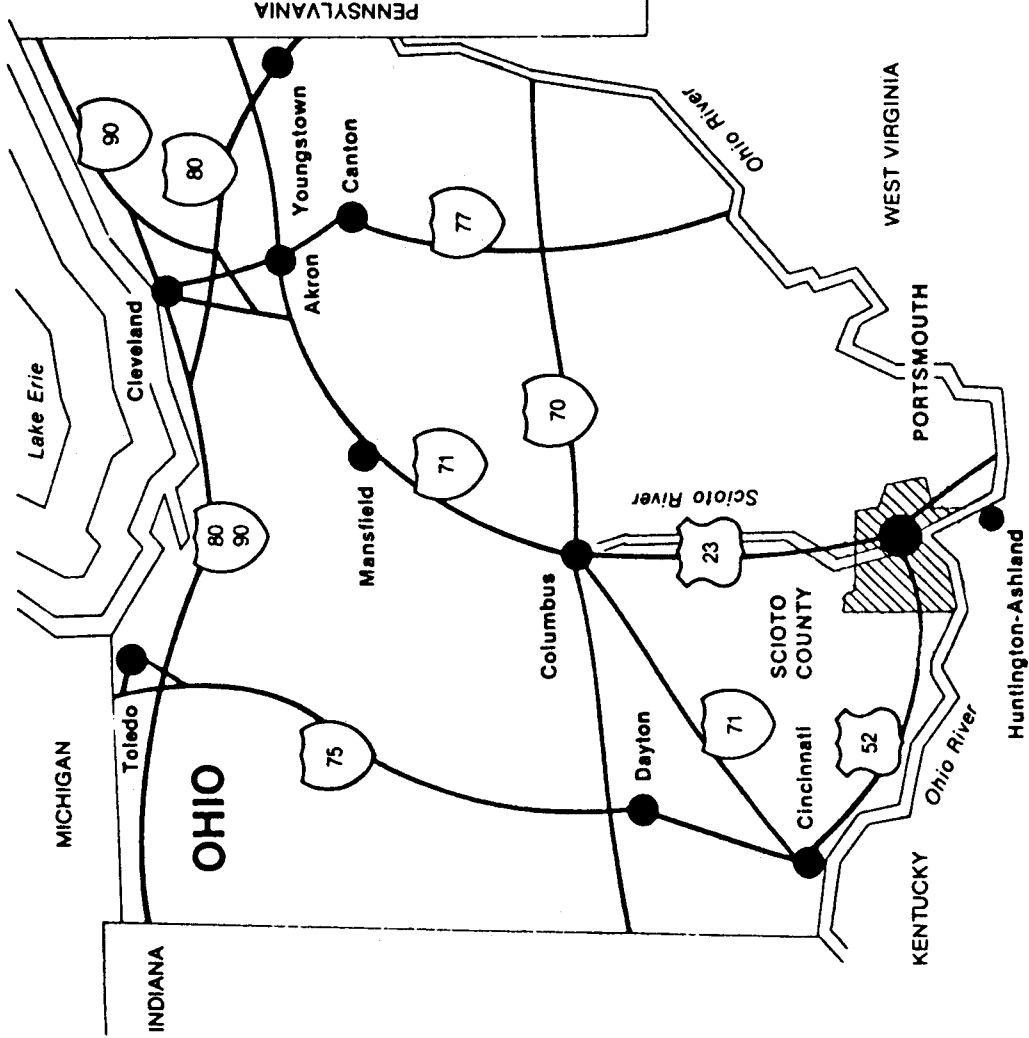 MICHIGAN
Lake Erie
PENNSYLVANIA
INDIANA
OHIO
Toledo
80
90
Cleveland
90
80
Youngstown
Akron
Canton
75
Mansfield
71
77
Columbus
70
Dayton
23
Scioto River
Ohio River
71
SCIOTO
COUNTY
Cincinnati
52
Ohio River
PORTSMOUTH
WEST VIRGINIA
KENTUCKY
Huntington-Ashland